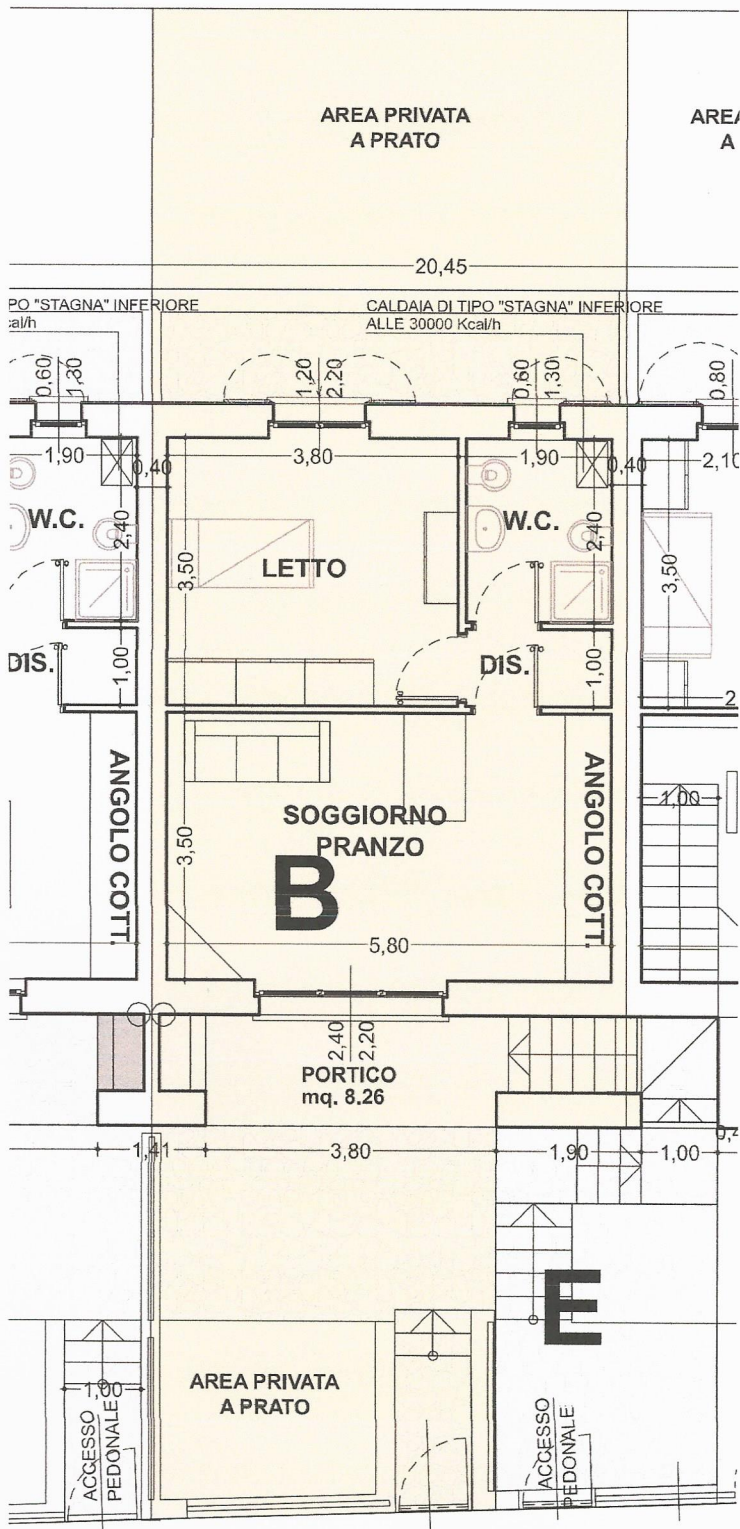 AREA PRIVATA
A PRATO
AREA
A
20,45
PO "STAGNA" INFERIORE
cal/h
CALDAIA DI TIPO "STAGNA" INFERIORE
ALLE 30000 Kcal/h
0,60
1,30
1,20
2,20
0,60
1,30
0,80
1,90
0,40
3,80
1,90
0,40
2,10
W.C.
2,40
3,50
LETTO
W.C.
2,40
3,50
DIS.
1,00
DIS.
1,00
2
ANGOLO COTT.
3,50
SOGGIORNO
PRANZO
B
ANGOLO COTT.
1,00
5,80
2,40
2,20
PORTICO
mq. 8.26
1,41
3,80
1,90
1,00
E
AREA PRIVATA
A PRATO
1,00
ACCESSO
PEDONALE
ACCESSO
PEDONALE